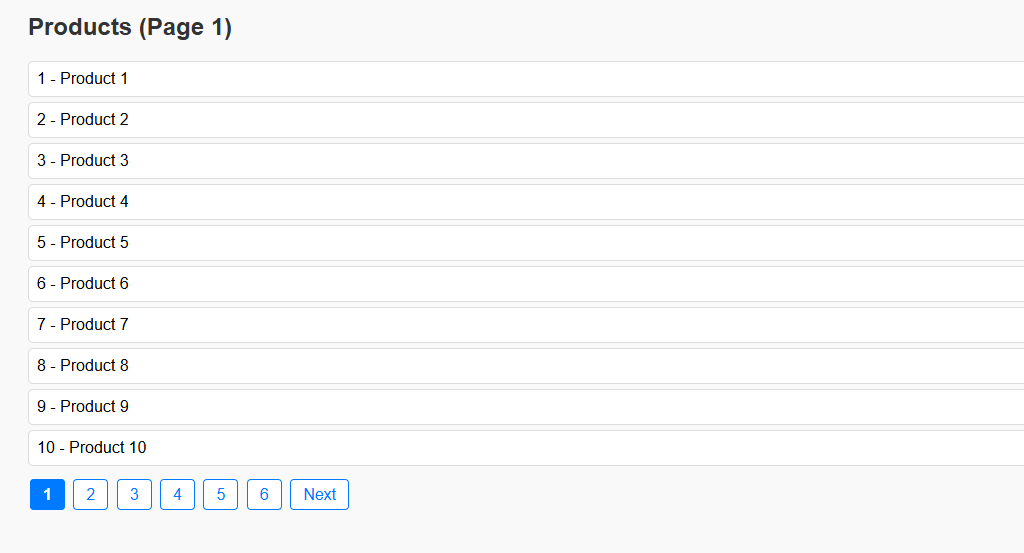 Products (Page 1)
1 - Product 1
2 - Product 2
3 - Product 3
4 - Product 4
5 - Product 5
6 - Product 6
7 - Product 7
8 - Product 8
9 - Product 9
10 - Product 10
1 2 3 4 5 6 Next